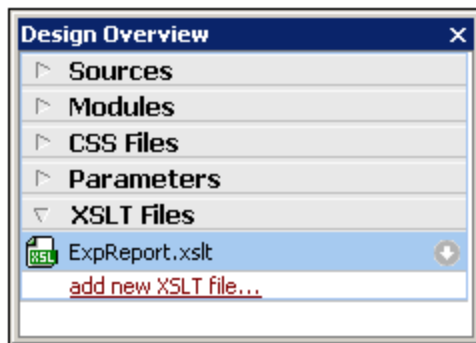 Design Overview
Sources
Modules
CSS Files
Parameters
XSLT Files
XSL ExpReport.xslt
add new XSLT file...